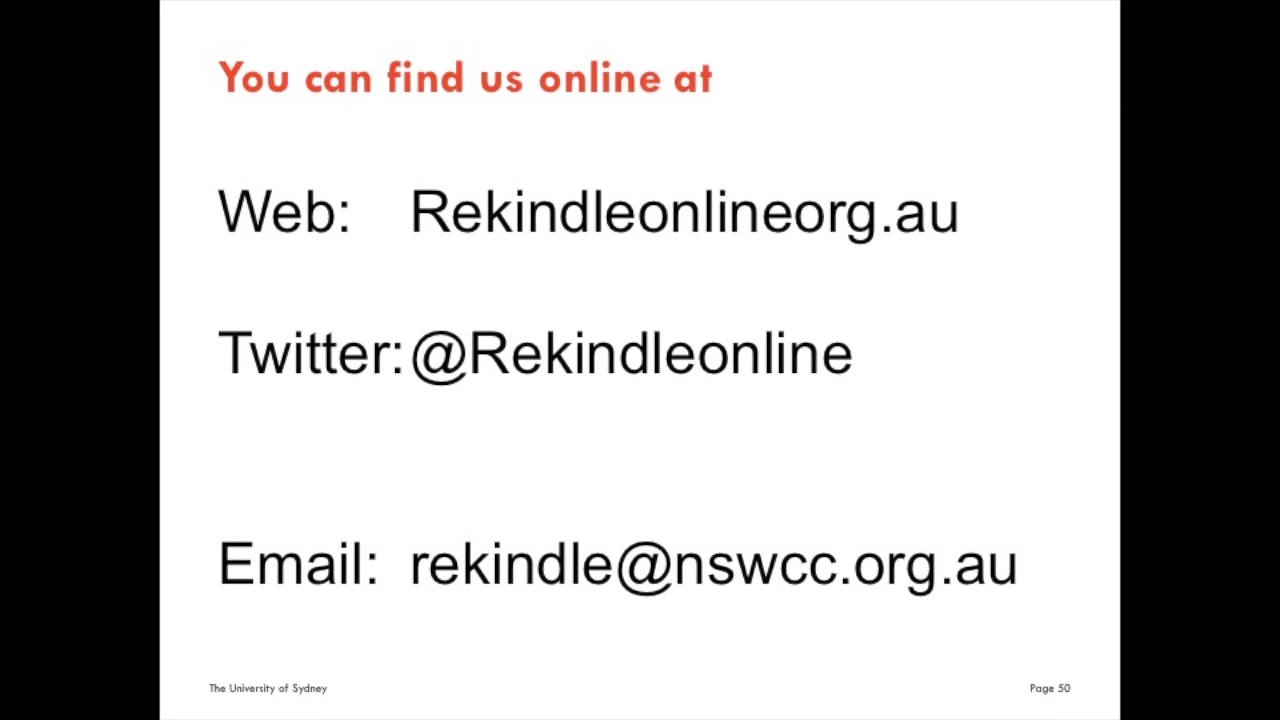 You can find us online at
Web: Rekindleonlineorg.au
Twitter: @Rekindleonline
Email: rekindle@nswcc.org.au
The University of Sydney Page 50